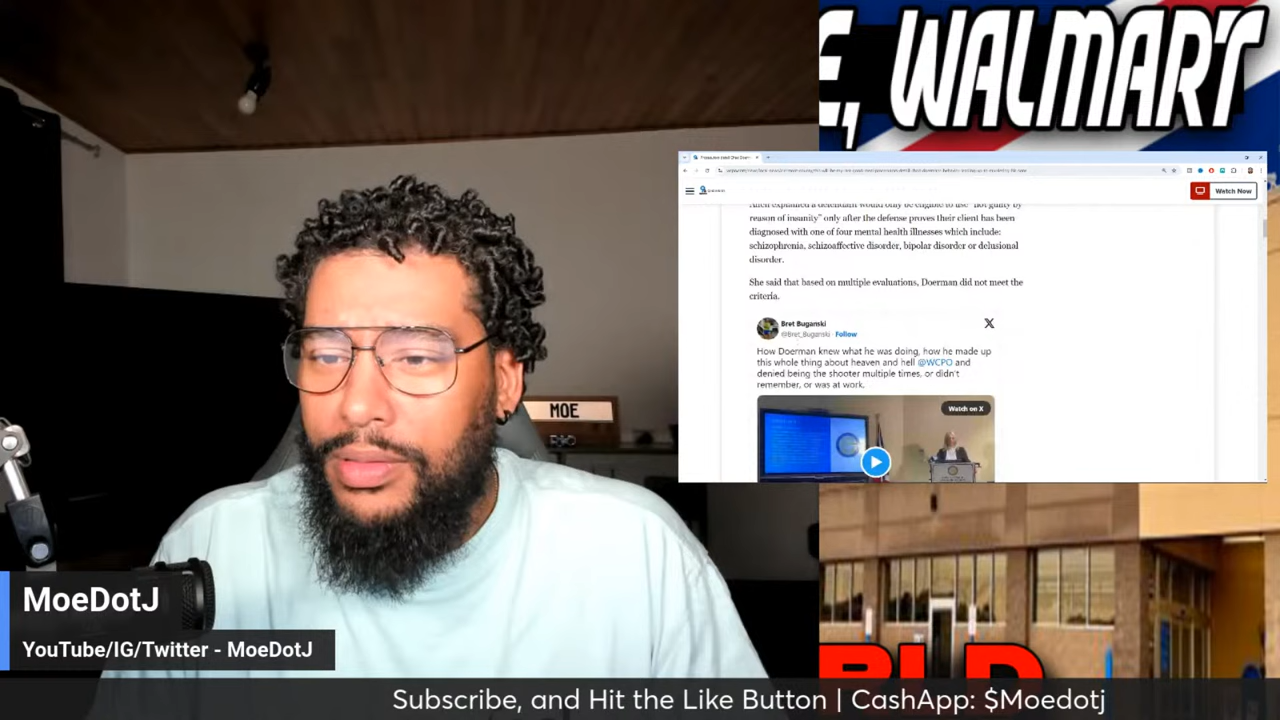 E, WALMART
Watch Now
Allen explained a defendant would only be eligible to use "not guilty by
reason of insanity" only after the defense proves their client has been
diagnosed with one of four mental health illnesses which include:
schizophrenia, schizoaffective disorder, bipolar disorder or delusional
disorder.
She said that based on multiple evaluations, Doerman did not meet the
criteria.
Bret Buganski
@Bret_Buganski · Follow
How Doerman knew what he was doing, how he made up
this whole thing about heaven and hell @WCPO and
denied being the shooter multiple times, or didn't
remember, or was at work.
Watch on X
MOE
MoeDotJ
YouTube/IG/Twitter - MoeDotJ
Subscribe, and Hit the Like Button | CashApp: $Moedotj